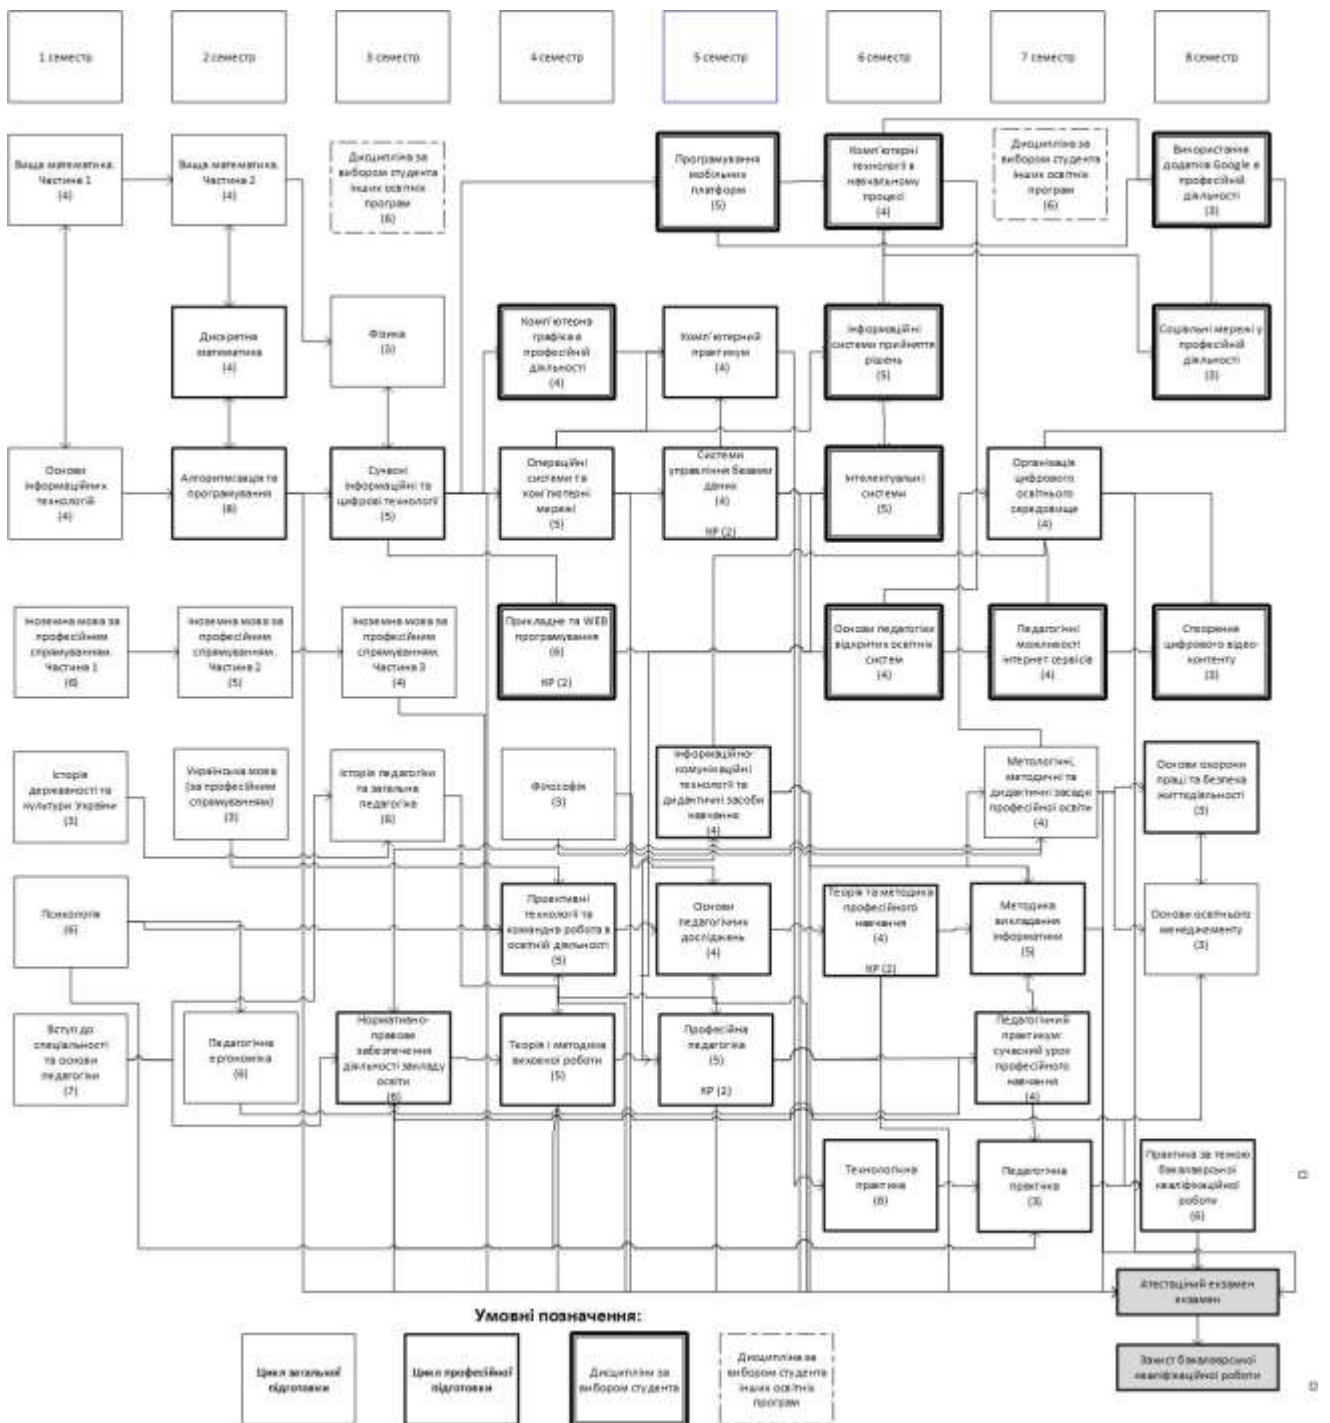 1 семестр
2 семестр
3 семестр
4 семестр
5 семестр
6 семестр
7 семестр
8 семестр
Вища математика.
Частина 1
(4)
Вища математика.
Частина 2
(4)
Дисципліна за
вибором студента
інших освітніх
програм
(6)
Програмування
мобільних
платформ
(5)
Комп'ютерні
технології в
навчальному
процесі
(4)
Дисципліна за
вибором студента
інших освітніх
програм
(6)
Використання
додатків Google в
професійній
діяльності
(3)
Дискретна
математика
(4)
Фізика
(3)
Комп'ютерна
графіка в
професійній
діяльності
(4)
Комп'ютерний
практикум
(4)
Інформаційні
системи прийняття
рішень
(5)
Соціальні мережі у
професійній
діяльності
(3)
Основи
інформаційних
технологій
(4)
Алгоритмізація та
програмування
(8)
Сучасні
інформаційні та
цифрові технології
(5)
Операційні
системи та
комп'ютерні
мережі
(5)
Системи
управління базами
даних
(4)
КР (2)
Інтелектуальні
системи
(5)
Організація
цифрового
освітнього
середовище
(4)
Іноземна мова за
професійним
спрямуванням.
Частина 1
(6)
Іноземна мова за
професійним
спрямуванням.
Частина 2
(5)
Іноземна мова за
професійним
спрямуванням.
Частина 3
(4)
Прикладне та WEB
програмування
(6)
КР (2)
Основи педагогіки
відкритих освітніх
систем
(4)
Педагогічні
можливості
інтернет сервісів
(4)
Створення
цифрового відео-
контенту
(3)
Історія
державності та
культури України
(3)
Українська мова
(за професійним
спрямуванням)
(3)
Історія педагогіки
та загальна
педагогіка
(8)
Філософія
(3)
Інформаційно-
комунікаційні
технології та
дидактичні засоби
навчання
(4)
Метологічні,
методичні та
дидактичні засади
професійної освіти
(4)
Основи охорони
праці та безпека
життєдіяльності
(3)
Психологія
(6)
Проективні
технології та
командна робота в
освітній діяльності
(5)
Основи
педагогічних
досліджень
(4)
Теорія та методика
професійного
навчання
(4)
КР (2)
Методика
викладання
інформатики
(5)
Основи освітнього
менеджменту
(3)
Вступ до
спеціальності
та основи
педагогіки
(7)
Педагогічна
ергономіка
(6)
Нормативно-
правове
забезпечення
діяльності закладу
освіти
(6)
Теорія і методика
виховної роботи
(5)
Професійна
педагогіка
(5)
КР (2)
Педагогічний
практикум:
сучасний урок
професійного
навчання
(4)
Технологічна
практика
(6)
Педагогічна
практика
(3)
Практика за темою
бакалаврської
кваліфікаційної
роботи
(6)
Атестаційний екзамен
екзамен
Захист бакалаврської
кваліфікаційної роботи
Умовні позначення:
Цикл загальної
підготовки
Цикл професійної
підготовки
Дисципліни за
вибором студента
Дисципліна за
вибором студента
інших освітніх
програм